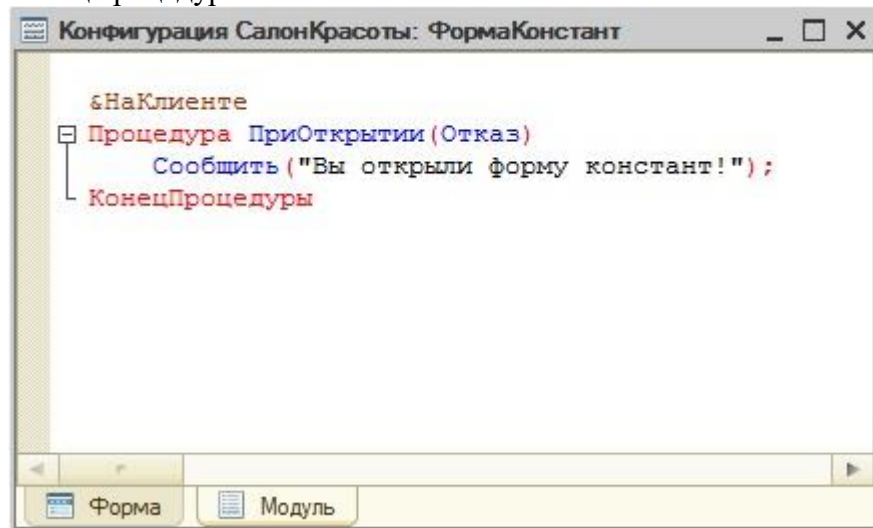 Конфигурация СалонКрасоты: ФормаКонстант
&НаКлиенте
Процедура ПриОткрытии(Отказ)
Сообщить("Вы открыли форму констант!");
КонецПроцедуры
Форма Модуль